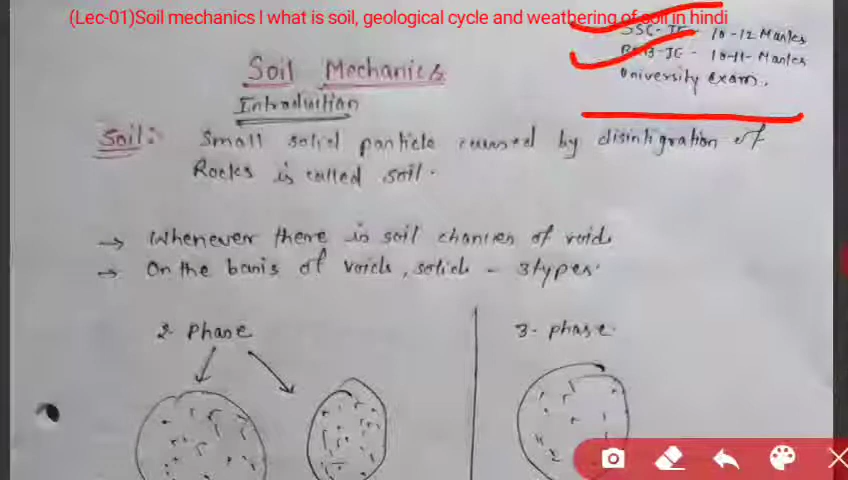 (Lec-01)Soil mechanics I what is soil, geological cycle and weathering of soil in hindi
SSC-JE - 10-12 Marks
RRB-JE - 10-11- Marks
University Exam.
Soil Mechanics
Introduction
Soil:- Small solid particle caused by disintigration of
Rocks is called soil.
→ Whenever there is soil chances of voids
→ On the basis of voids, solids - 3 types.
2- Phase
3- phase.